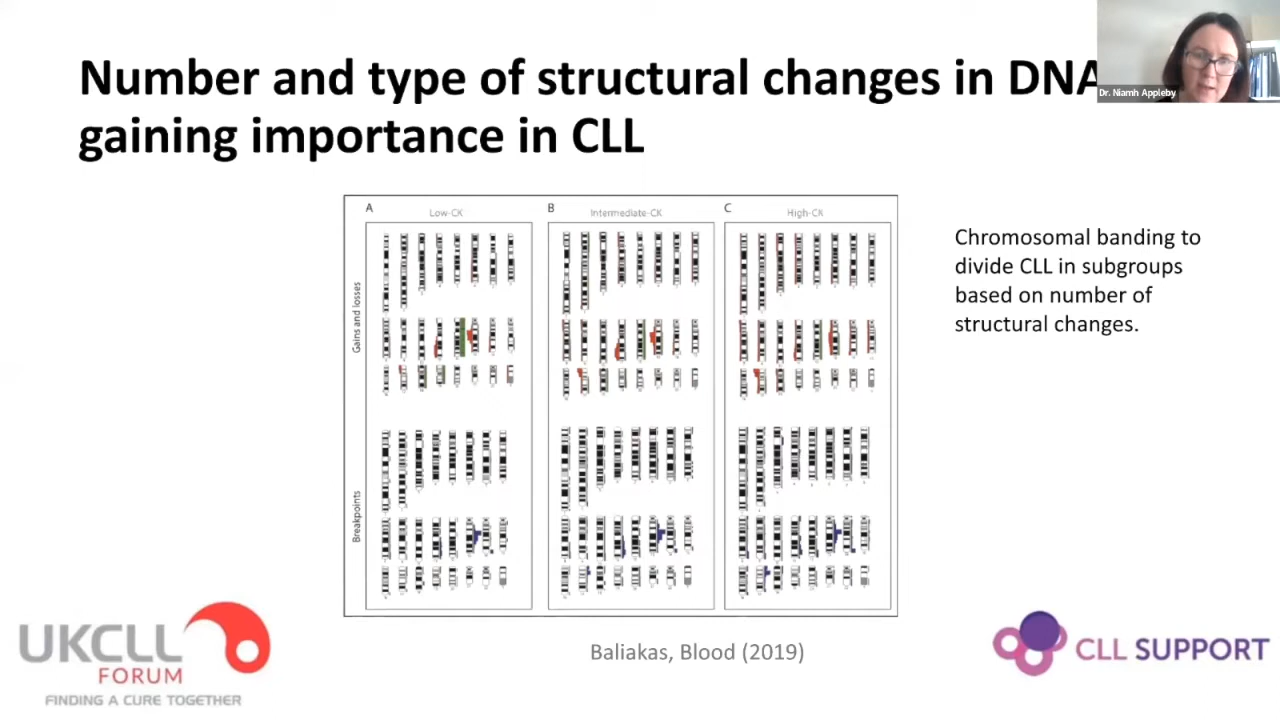 Number and type of structural changes in DNA
gaining importance in CLL
Dr. Niamh Appleby
A
Low-CK
B
Intermediate-CK
C
High-CK
Gains and losses
Breakpoints
Chromosomal banding to
divide CLL in subgroups
based on number of
structural changes.
Baliakas, Blood (2019)
UKCLL
FORUM
FINDING A CURE TOGETHER
CLL SUPPORT